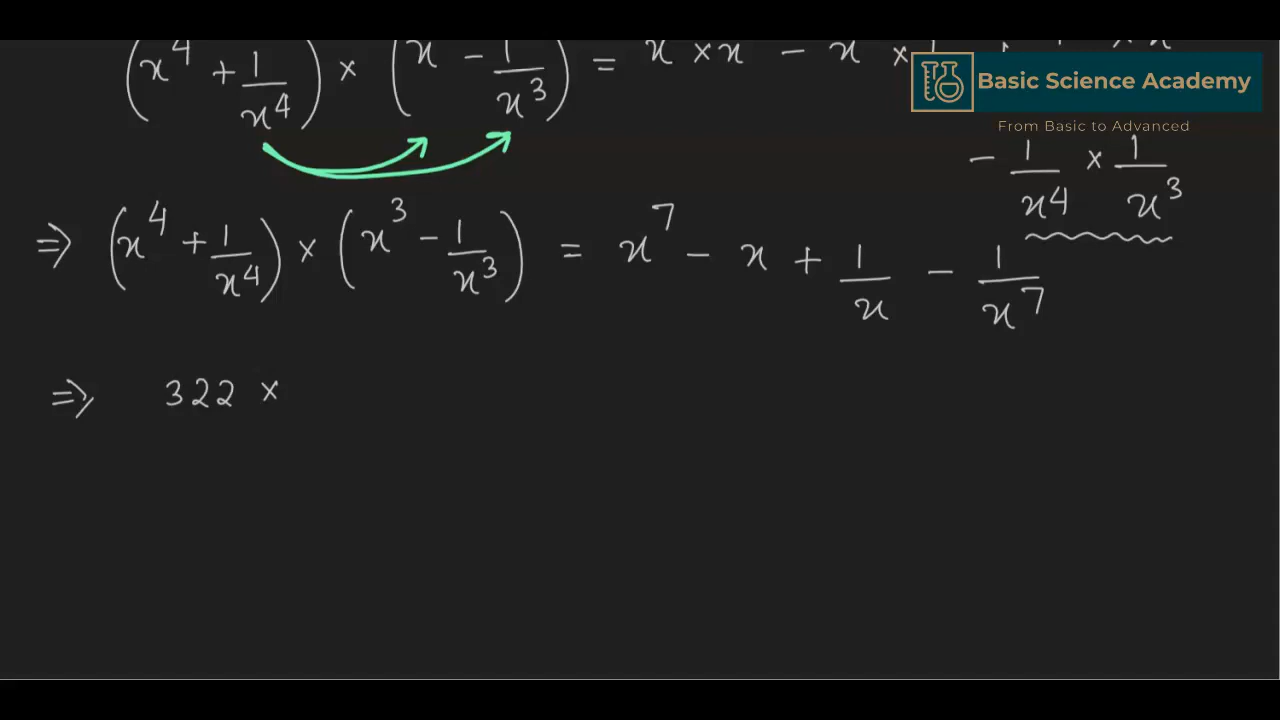 (x⁴ + 1/x⁴) × (x - 1/x³) = x × x - x ×
Basic Science Academy
From Basic to Advanced
- 1/x⁴ × 1/x³
⇒ (x⁴ + 1/x⁴) × (x³ - 1/x³) = x⁷ - x + 1/x - 1/x⁷
⇒ 322 ×